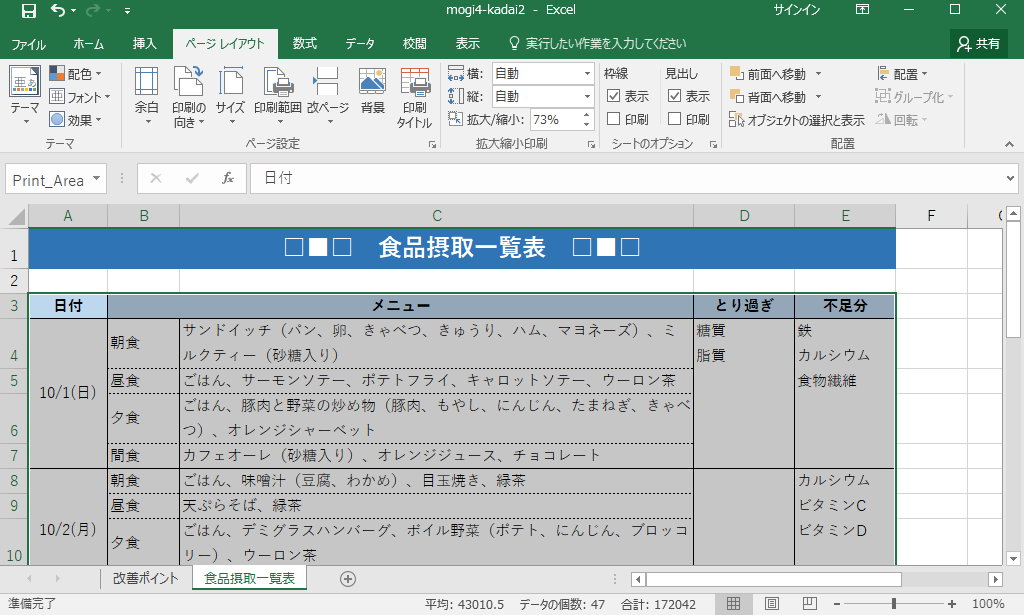 mogi4-kadai2 - Excel
サインイン
ファイル ホーム 挿入 ページ レイアウト 数式 データ 校閲 表示 実行したい作業を入力してください 共有
亜あ
テーマ
配色
フォント
効果
テーマ
余白
印刷の
向き
サイズ
印刷範囲
改ページ
背景
印刷
タイトル
ページ設定
横: 自動
縦: 自動
拡大/縮小: 73%
拡大縮小印刷
枠線 見出し
表示 表示
印刷 印刷
シートのオプション
前面へ移動
背面へ移動
オブジェクトの選択と表示
配置
グループ化
回転
配置
Print_Area fx 日付
A B C D E F
1 □■□ 食品摂取一覧表 □■□
2
3 日付 メニュー とり過ぎ 不足分
サンドイッチ（パン、卵、きゃべつ、きゅうり、ハム、マヨネーズ）、ミ 糖質 鉄
朝食
4 ルクティー（砂糖入り） 脂質 カルシウム
5 昼食 ごはん、サーモンソテー、ポテトフライ、キャロットソテー、ウーロン茶 食物繊維
10/1(日)
ごはん、豚肉と野菜の炒め物（豚肉、もやし、にんじん、たまねぎ、きゃべ
夕食
6 つ）、オレンジシャーベット
7 間食 カフェオーレ（砂糖入り）、オレンジジュース、チョコレート
8 朝食 ごはん、味噌汁（豆腐、わかめ）、目玉焼き、緑茶 カルシウム
9 昼食 天ぷらそば、緑茶 ビタミンC
10/2(月) ごはん、デミグラスハンバーグ、ボイル野菜（ポテト、にんじん、ブロッコ ビタミンD
夕食
10 リー）、ウーロン茶
改善ポイント 食品摂取一覧表
準備完了 平均: 43010.5 データの個数: 47 合計: 172042 100%